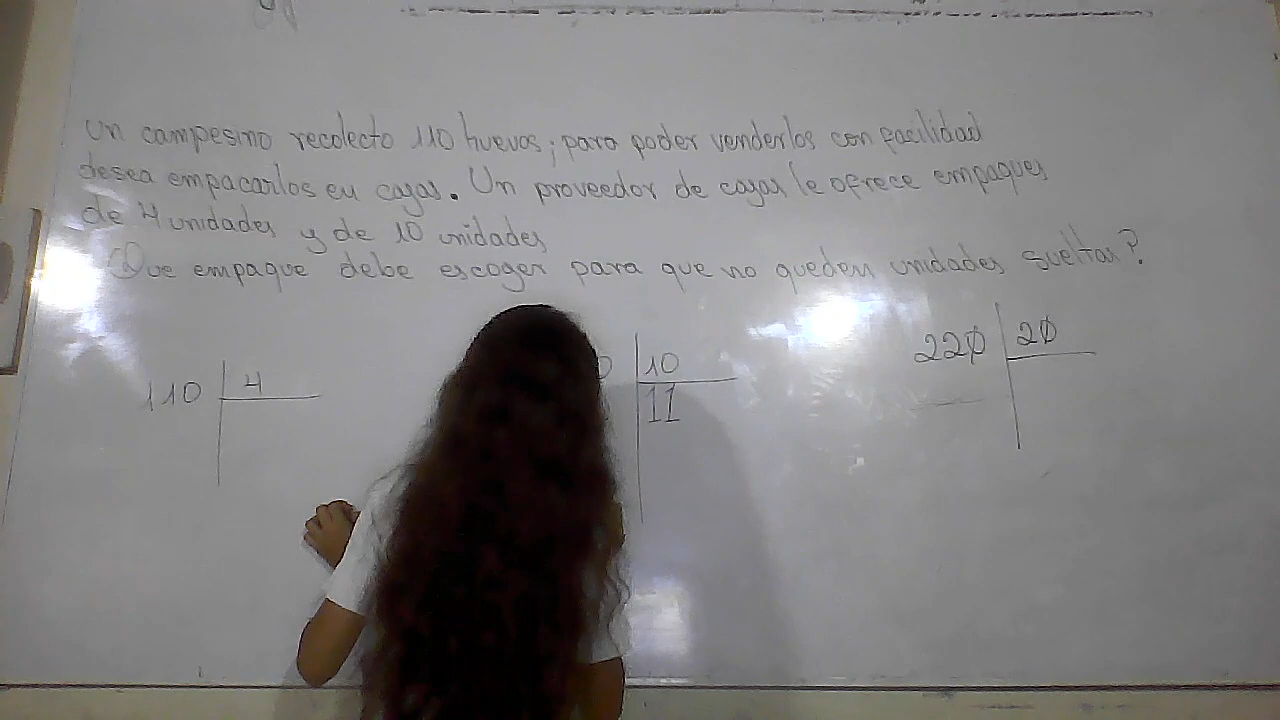 un campesino recolecto 110 huevos; para poder venderlos con facilidad
desea empacarlos en cajas. Un proveedor de cajas le ofrece empaques
de 4 unidades y de 10 unidades
Que empaque debe escoger para que no queden unidades sueltas?
110 4
0 10
11
220 20